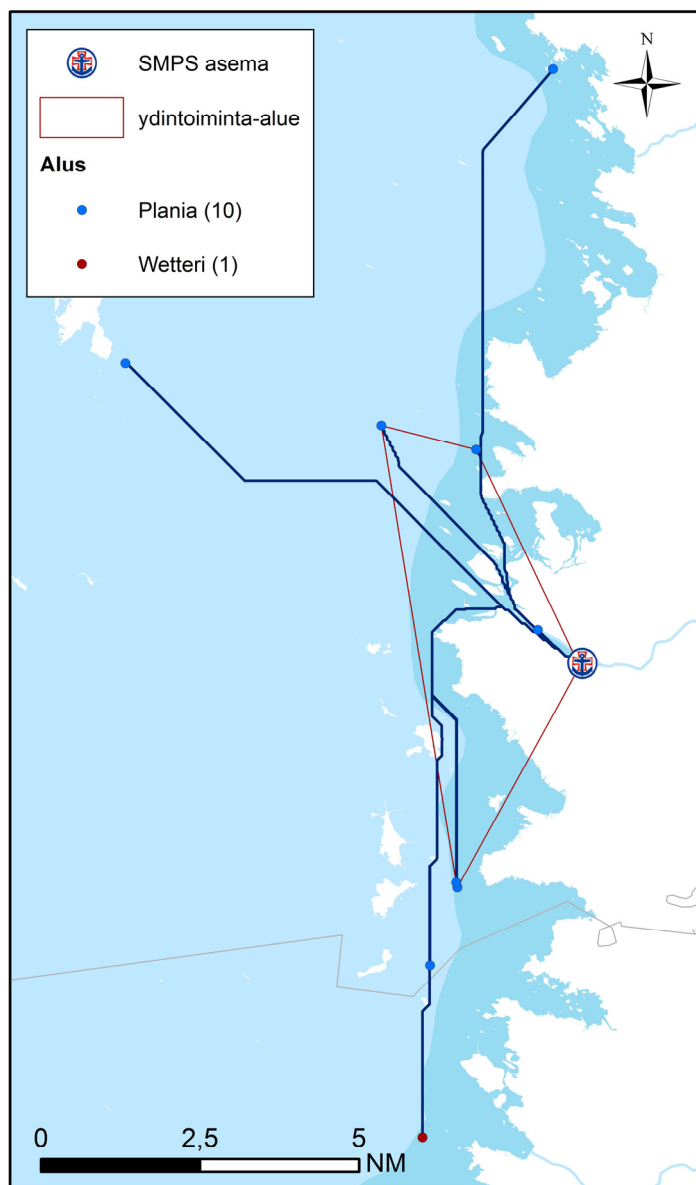 SMPS asema
ydintoiminta-alue
Alus
Plania (10)
Wetteri (1)
N
0 2,5 5
NM